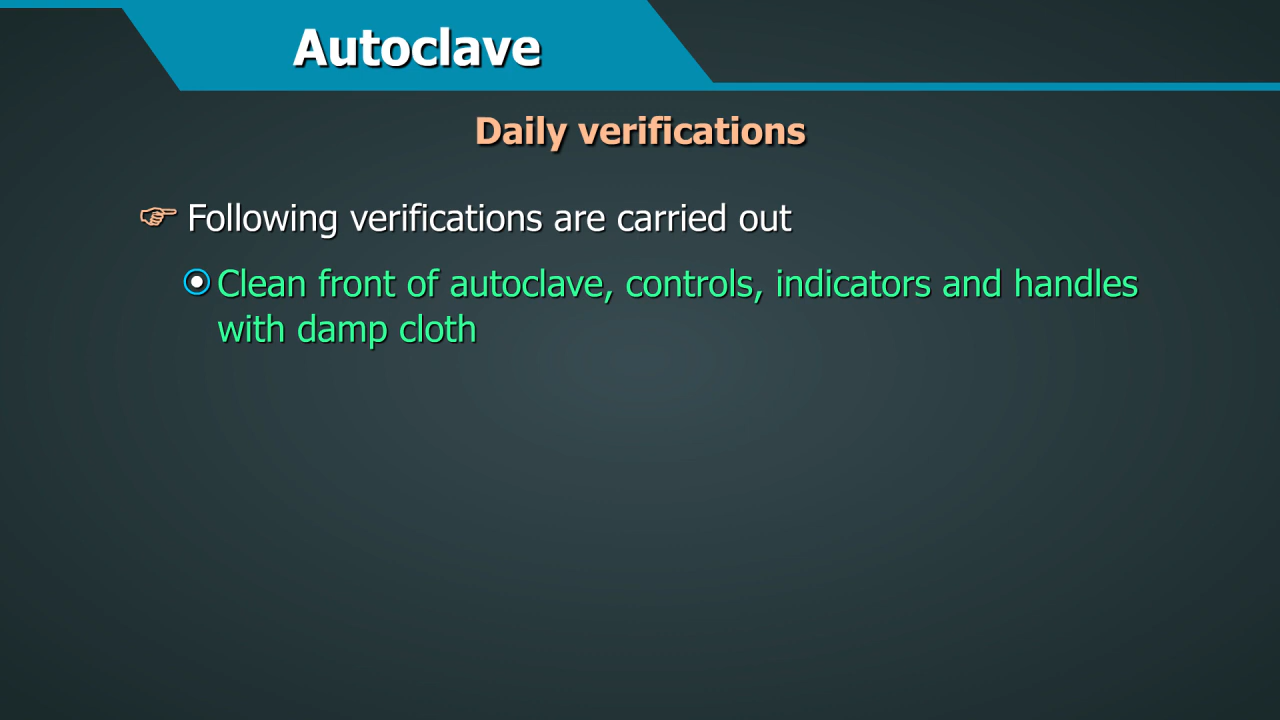 Autoclave
Daily verifications
Following verifications are carried out
Clean front of autoclave, controls, indicators and handles
with damp cloth